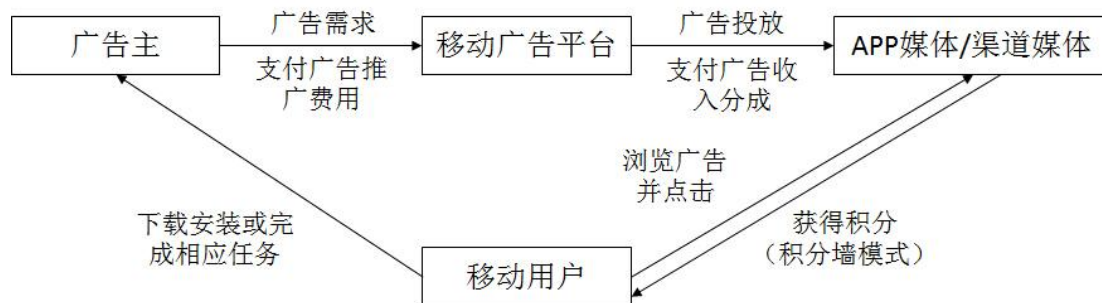 广告主
广告需求
支付广告推
广费用
移动广告平台
广告投放
支付广告收
入分成
APP媒体/渠道媒体
浏览广告
并点击
下载安装或完
成相应任务
获得积分
（积分墙模式）
移动用户